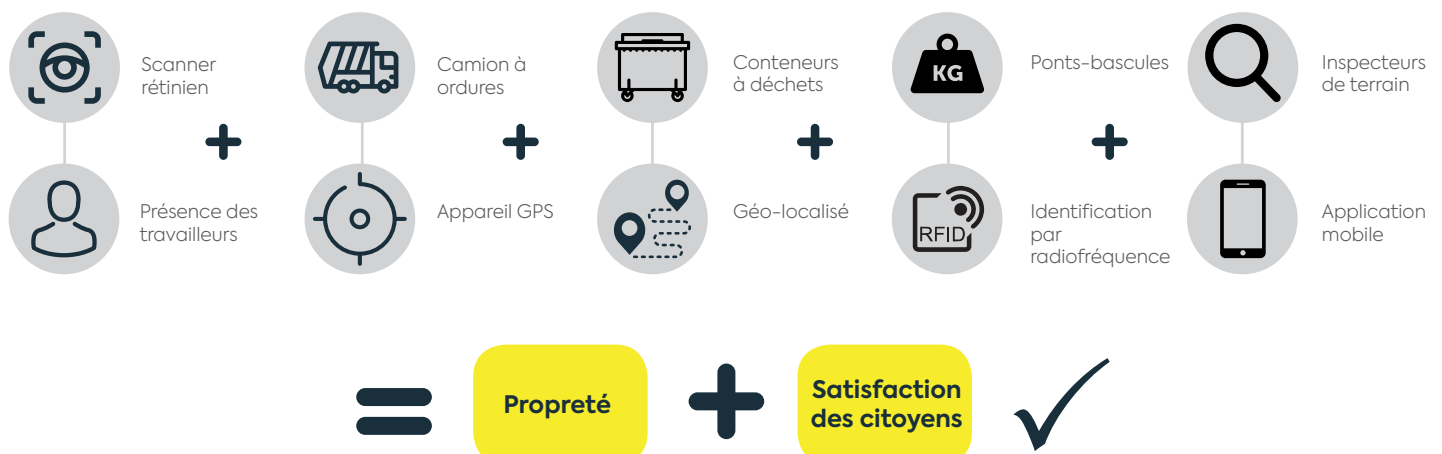 Scanner
rétinien
Camion à
ordures
Conteneurs
à déchets
KG
Ponts-bascules
Inspecteurs
de terrain
Présence des
travailleurs
Appareil GPS
Géo-localisé
RFID
Identification
par
radiofréquence
Application
mobile
Propreté
Satisfaction
des citoyens